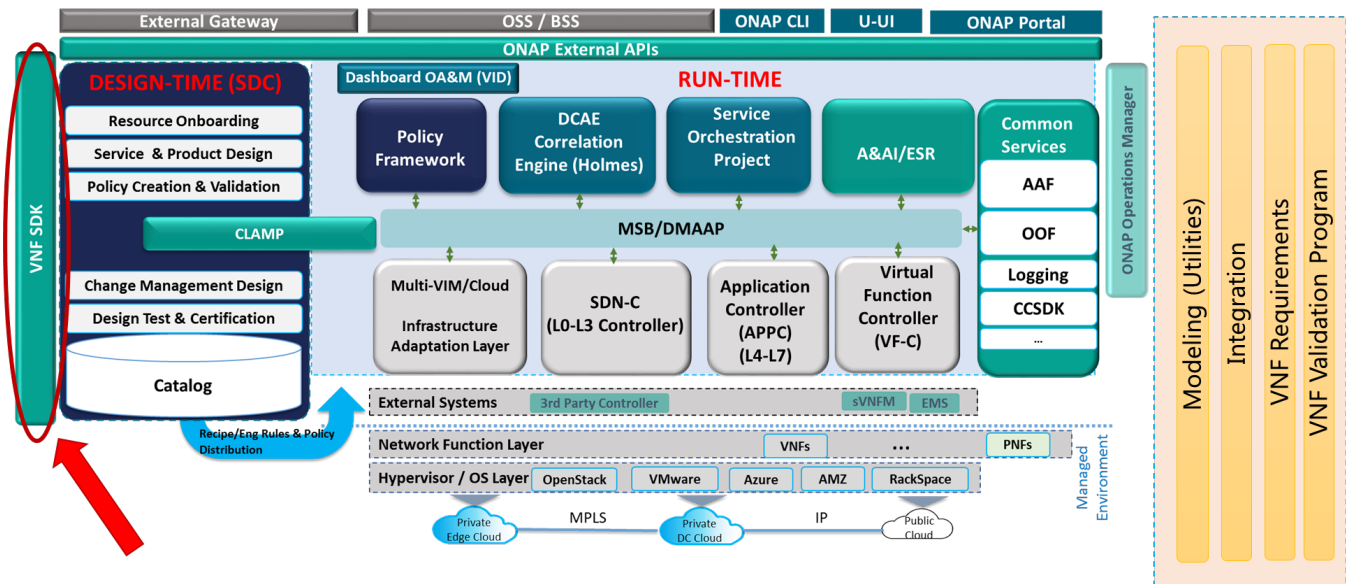 External Gateway
OSS / BSS
ONAP CLI
U-UI
ONAP Portal
ONAP External APIs
VNF SDK
DESIGN-TIME (SDC)
Resource Onboarding
Service & Product Design
Policy Creation & Validation
CLAMP
Change Management Design
Design Test & Certification
Catalog
Recipe/Eng Rules & Policy
Distribution
Dashboard OA&M (VID)
RUN-TIME
Policy
Framework
DCAE
Correlation
Engine (Holmes)
Service
Orchestration
Project
A&AI/ESR
MSB/DMAAP
Multi-VIM/Cloud
Infrastructure
Adaptation Layer
SDN-C
(L0-L3 Controller)
Application
Controller
(APPC)
(L4-L7)
Virtual
Function
Controller
(VF-C)
Common
Services
AAF
OOF
Logging
CCSDK
...
ONAP Operations Manager
External Systems
3rd Party Controller
sVNFM
EMS
Network Function Layer
VNFs
...
PNFs
Hypervisor / OS Layer
OpenStack
VMware
Azure
AMZ
RackSpace
Managed
Environment
Private
Edge Cloud
MPLS
Private
DC Cloud
IP
Public
Cloud
Modeling (Utilities)
Integration
VNF Requirements
VNF Validation Program